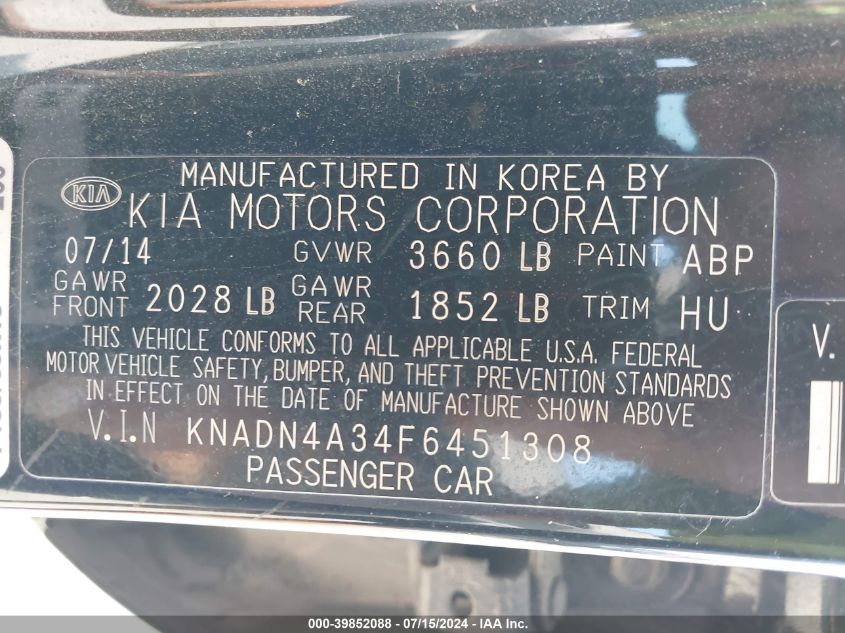 MANUFACTURED IN KOREA BY
KIA KIA MOTORS CORPORATION
07/14 GVWR 3660 LB PAINT ABP
GAWR FRONT 2028 LB GAWR REAR 1852 LB TRIM HU
THIS VEHICLE CONFORMS TO ALL APPLICABLE U.S.A. FEDERAL
MOTOR VEHICLE SAFETY, BUMPER, AND THEFT PREVENTION STANDARDS
IN EFFECT ON THE DATE OF MANUFACTURE SHOWN ABOVE
V.I.N KNADN4A34F6451308
PASSENGER CAR
V.
000-39852088 - 07/15/2024 - IAA Inc.